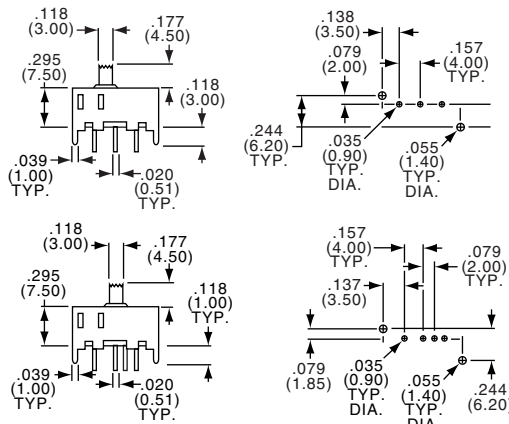 .118
(3.00)
.177
(4.50)
.295
(7.50)
.118
(3.00)
.039
(1.00)
TYP.
.020
(0.51)
TYP.
.138
(3.50)
.079
(2.00)
.157
(4.00)
TYP.
.244
(6.20)
TYP.
.035
(0.90)
TYP.
DIA.
.055
(1.40)
TYP.
DIA.
.118
(3.00)
.177
(4.50)
.295
(7.50)
.118
(1.00)
TYP.
.039
(1.00)
TYP.
.020
(0.51)
TYP.
.157
(4.00)
TYP.
.079
(2.00)
TYP.
.137
(3.50)
.079
(1.85)
.035
(0.90)
TYP.
DIA.
.055
(1.40)
TYP.
DIA.
.244
(6.20)